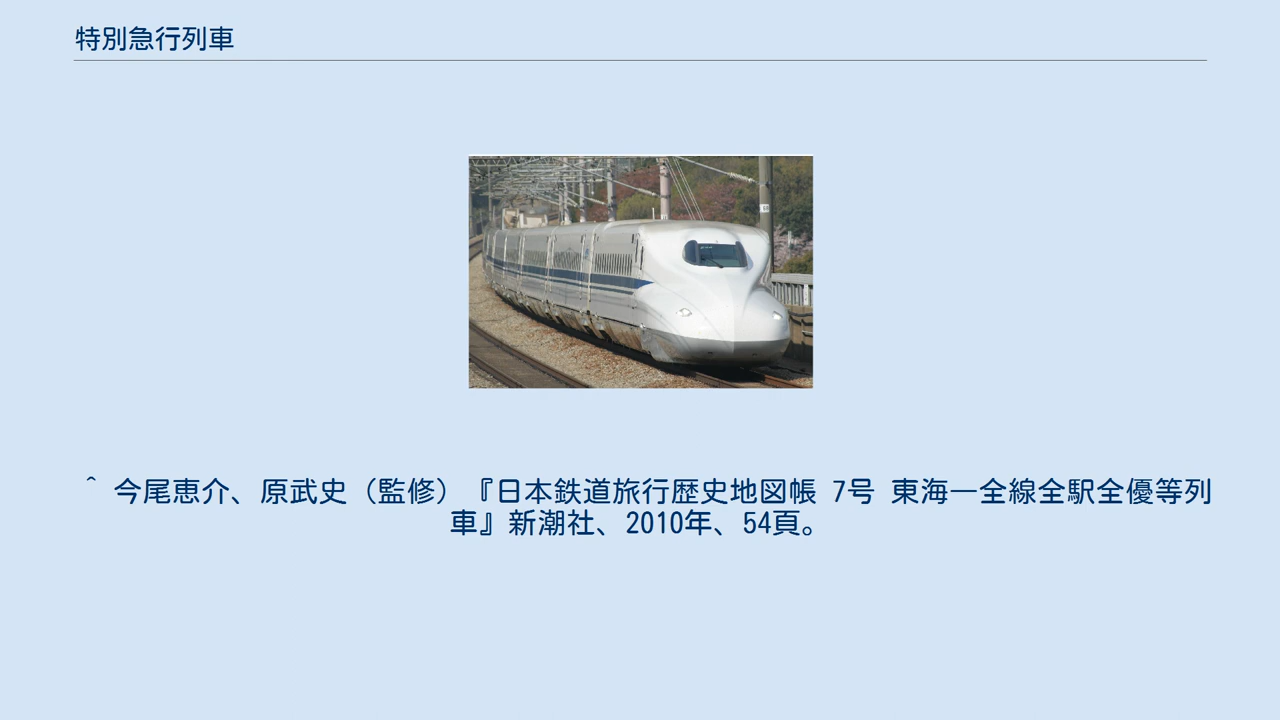 特別急行列車
^ 今尾恵介、原武史（監修）『日本鉄道旅行歴史地図帳 7号 東海―全線全駅全優等列
車』新潮社、2010年、54頁。